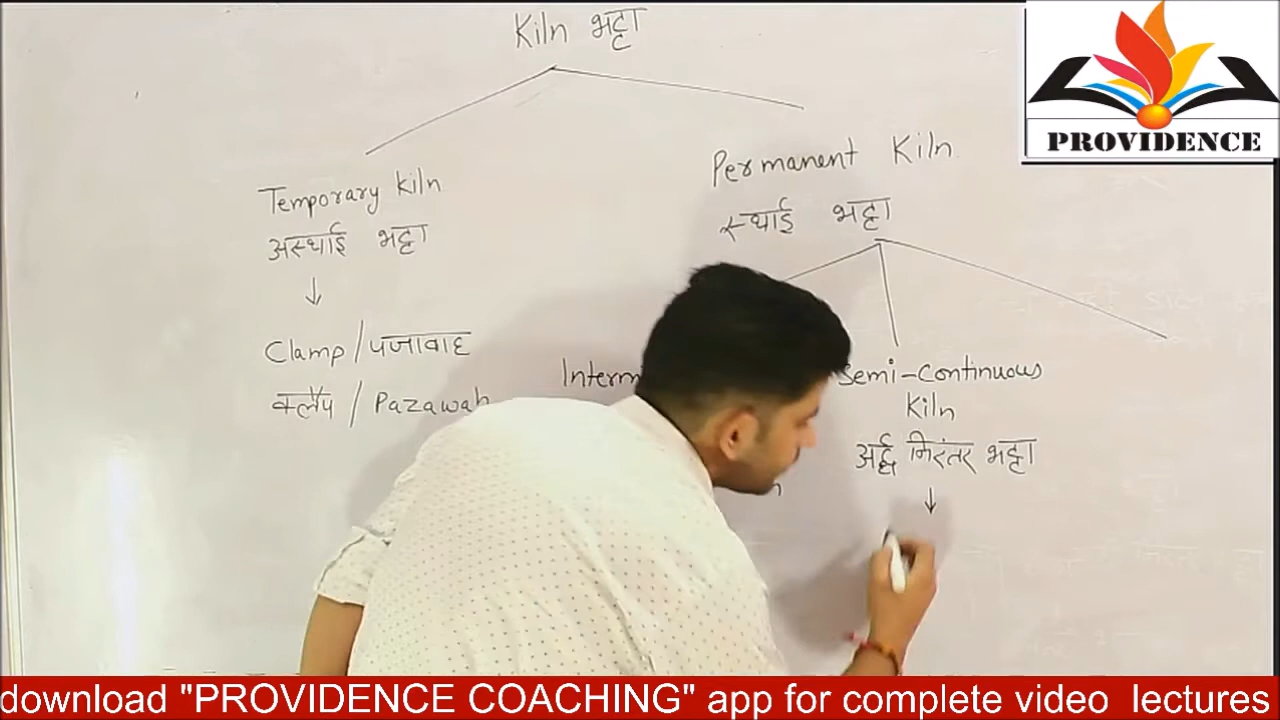 Kiln भट्टा
PROVIDENCE
Permanent Kiln
स्थाई भट्टा
Temporary Kiln
अस्थाई भट्टा
↓
Clamp/पजावाह
क्लैंप / Pazawah
Semi-Continuous
Kiln
अर्द्ध निरंतर भट्टा
↓
download "PROVIDENCE COACHING" app for complete video lectures